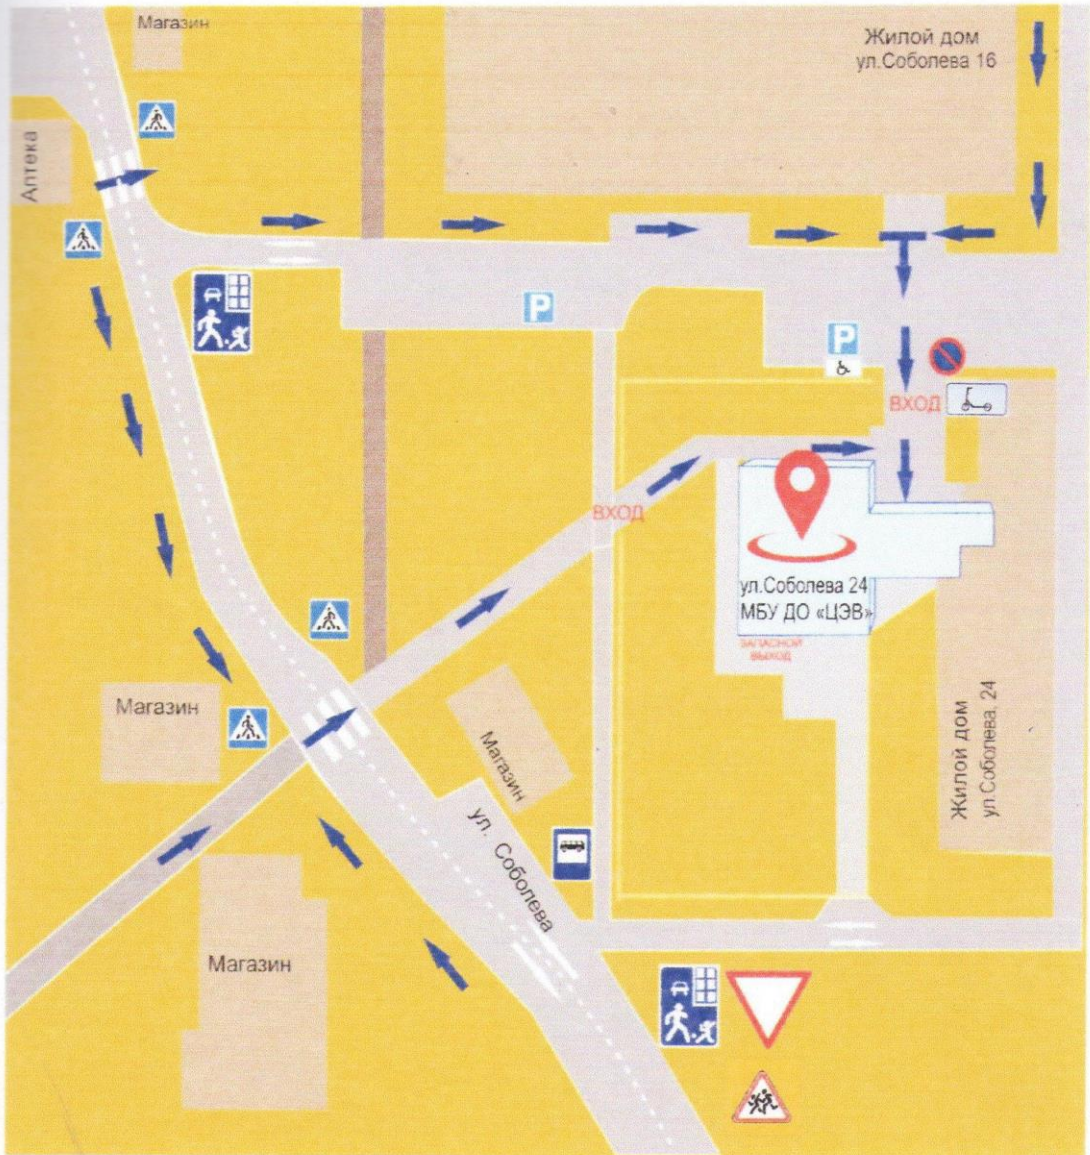 Магазин
Жилой дом
ул.Соболева 16
Аптека
P
P
ВХОД
ВХОД
ул.Соболева 24
МБУ ДО «ЦЭВ»
ЗАПАСНОЙ
ВЫХОД
Магазин
Магазин
Жилой дом
ул.Соболева, 24
ул. Соболева
Магазин